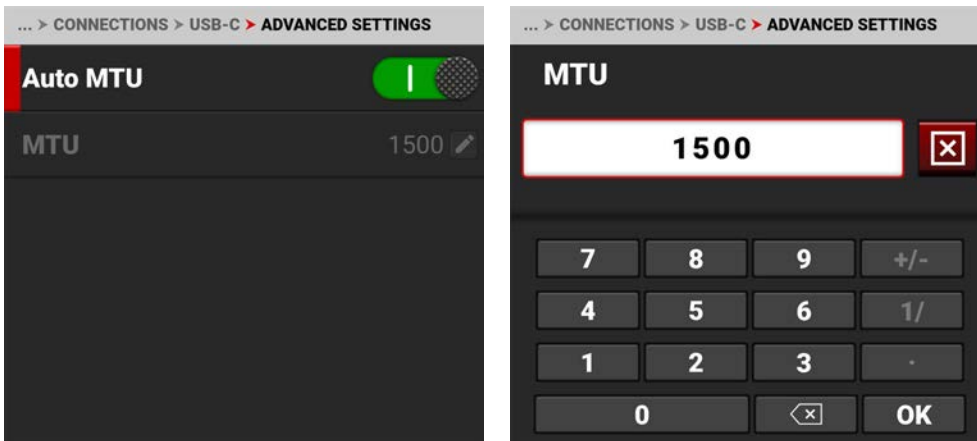 ... > CONNECTIONS > USB-C > ADVANCED SETTINGS
Auto MTU
MTU 1500
... > CONNECTIONS > USB-C > ADVANCED SETTINGS
MTU
1500
7 8 9 +/-
4 5 6 1/
1 2 3 .
0 OK